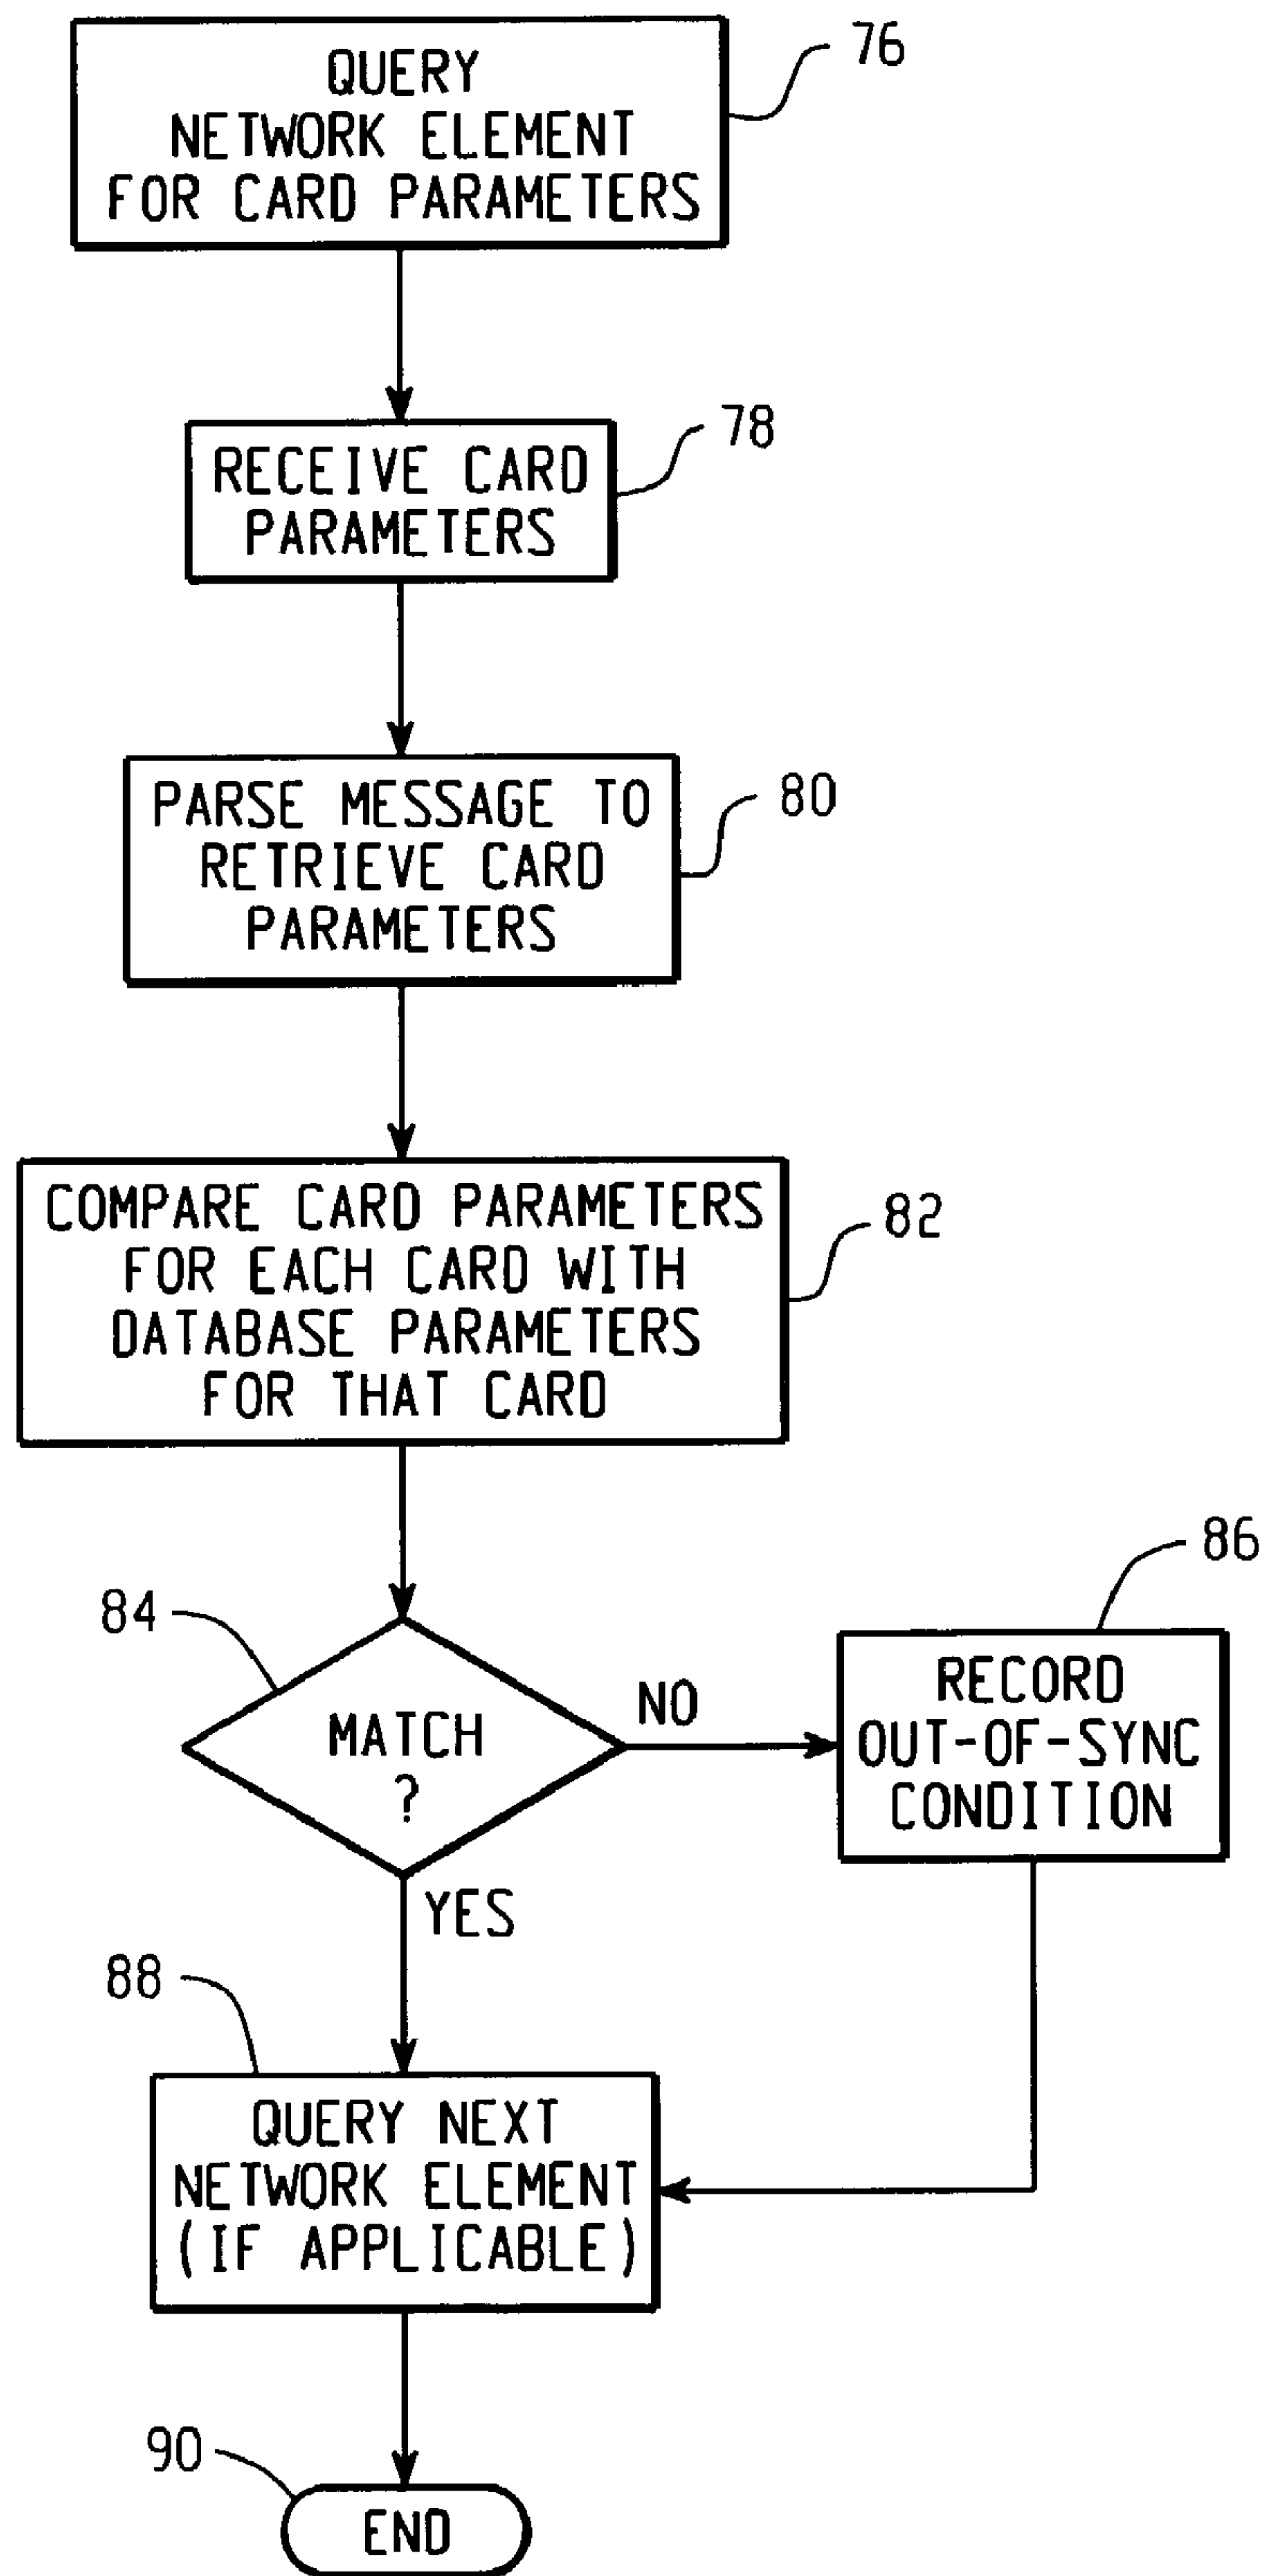 QUERY
NETWORK ELEMENT
FOR CARD PARAMETERS
76
RECEIVE CARD
PARAMETERS
78
PARSE MESSAGE TO
RETRIEVE CARD
PARAMETERS
80
COMPARE CARD PARAMETERS
FOR EACH CARD WITH
DATABASE PARAMETERS
FOR THAT CARD
82
84
MATCH
?
NO
YES
86
RECORD
OUT-OF-SYNC
CONDITION
88
QUERY NEXT
NETWORK ELEMENT
(IF APPLICABLE)
90
END